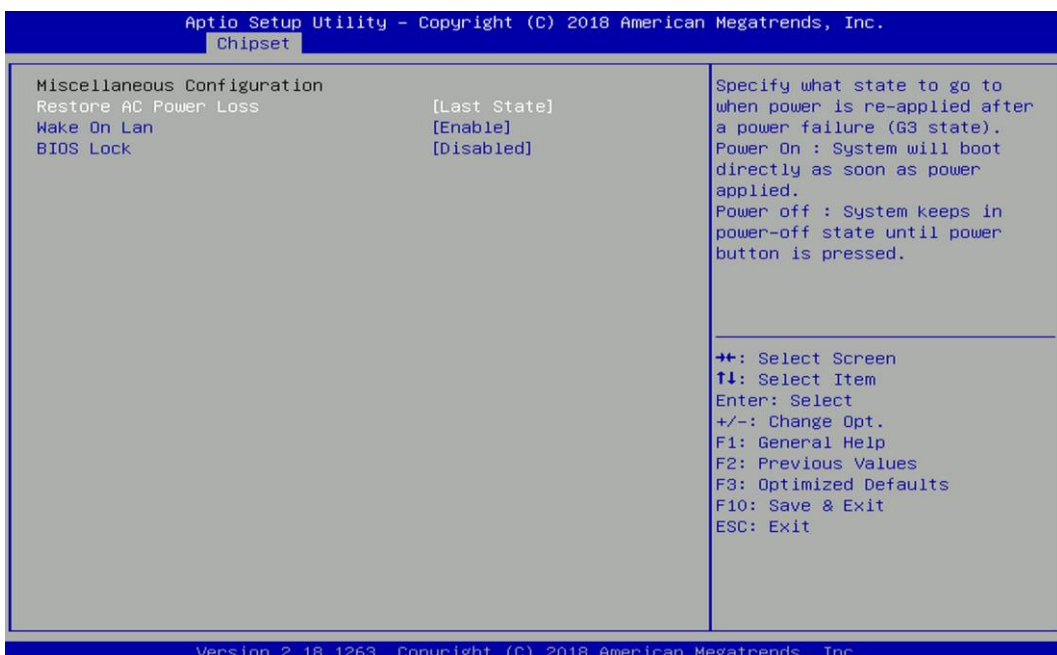 Aptio Setup Utility – Copyright (C) 2018 American Megatrends, Inc.
Chipset
Miscellaneous Configuration
Restore AC Power Loss [Last State]
Wake On Lan [Enable]
BIOS Lock [Disabled]
Specify what state to go to
when power is re-applied after
a power failure (G3 state).
Power On : System will boot
directly as soon as power
applied.
Power off : System keeps in
power-off state until power
button is pressed.
→←: Select Screen
↑↓: Select Item
Enter: Select
+/-: Change Opt.
F1: General Help
F2: Previous Values
F3: Optimized Defaults
F10: Save & Exit
ESC: Exit
Version 2.18.1263. Copyright (C) 2018 American Megatrends, Inc.